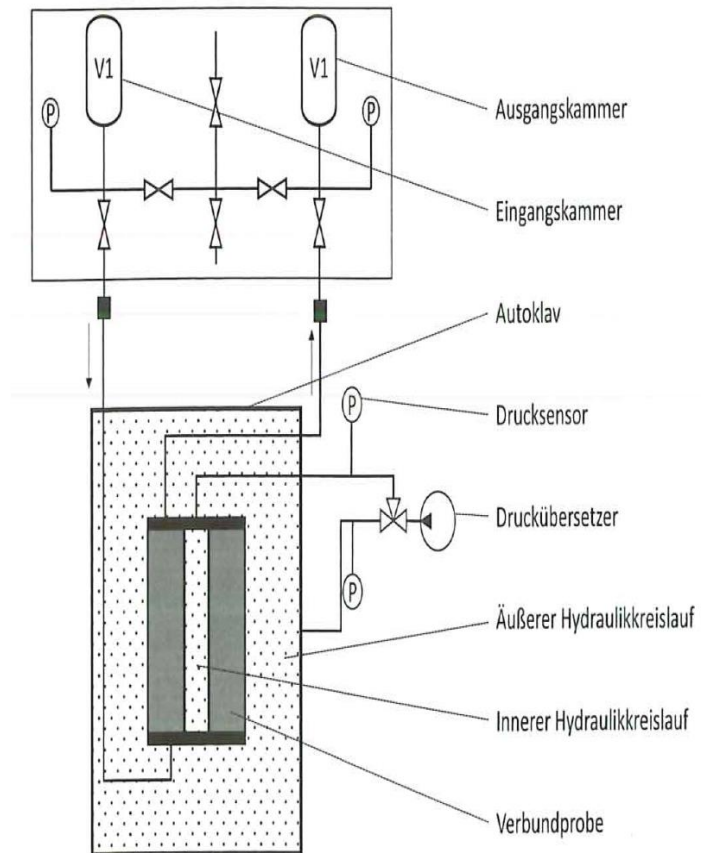 V1
V1
P
P
Ausgangskammer
Eingangskammer
Autoklav
P
Drucksensor
Druckübersetzer
P
Äußerer Hydraulikkreislauf
Innerer Hydraulikkreislauf
Verbundprobe